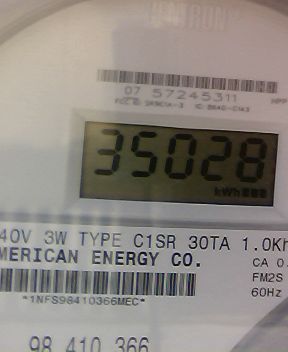 07 57245311
35028
kWh
40V 3W TYPE C1SR 30TA 1.0Kh
MERICAN ENERGY CO.
CA 0.
FM2S
60Hz
*1NFS98410366MEC*
98 410 366